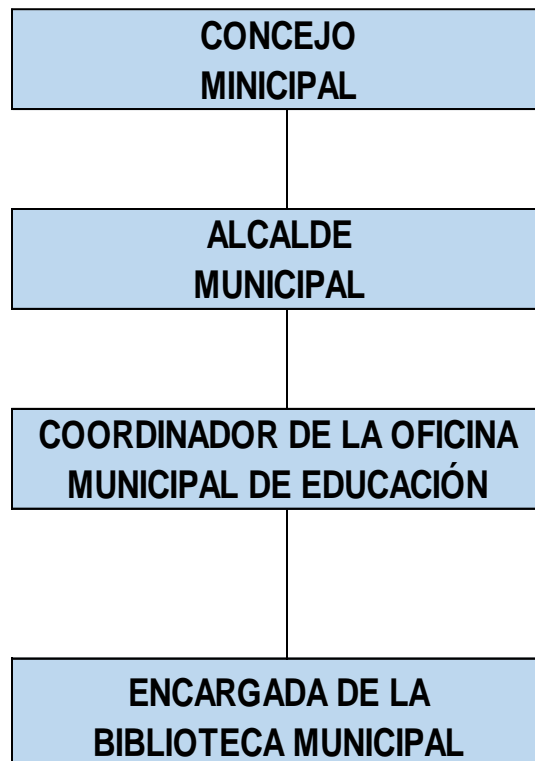 CONCEJO
MINICIPAL
ALCALDE
MUNICIPAL
COORDINADOR DE LA OFICINA
MUNICIPAL DE EDUCACIÓN
ENCARGADA DE LA
BIBLIOTECA MUNICIPAL